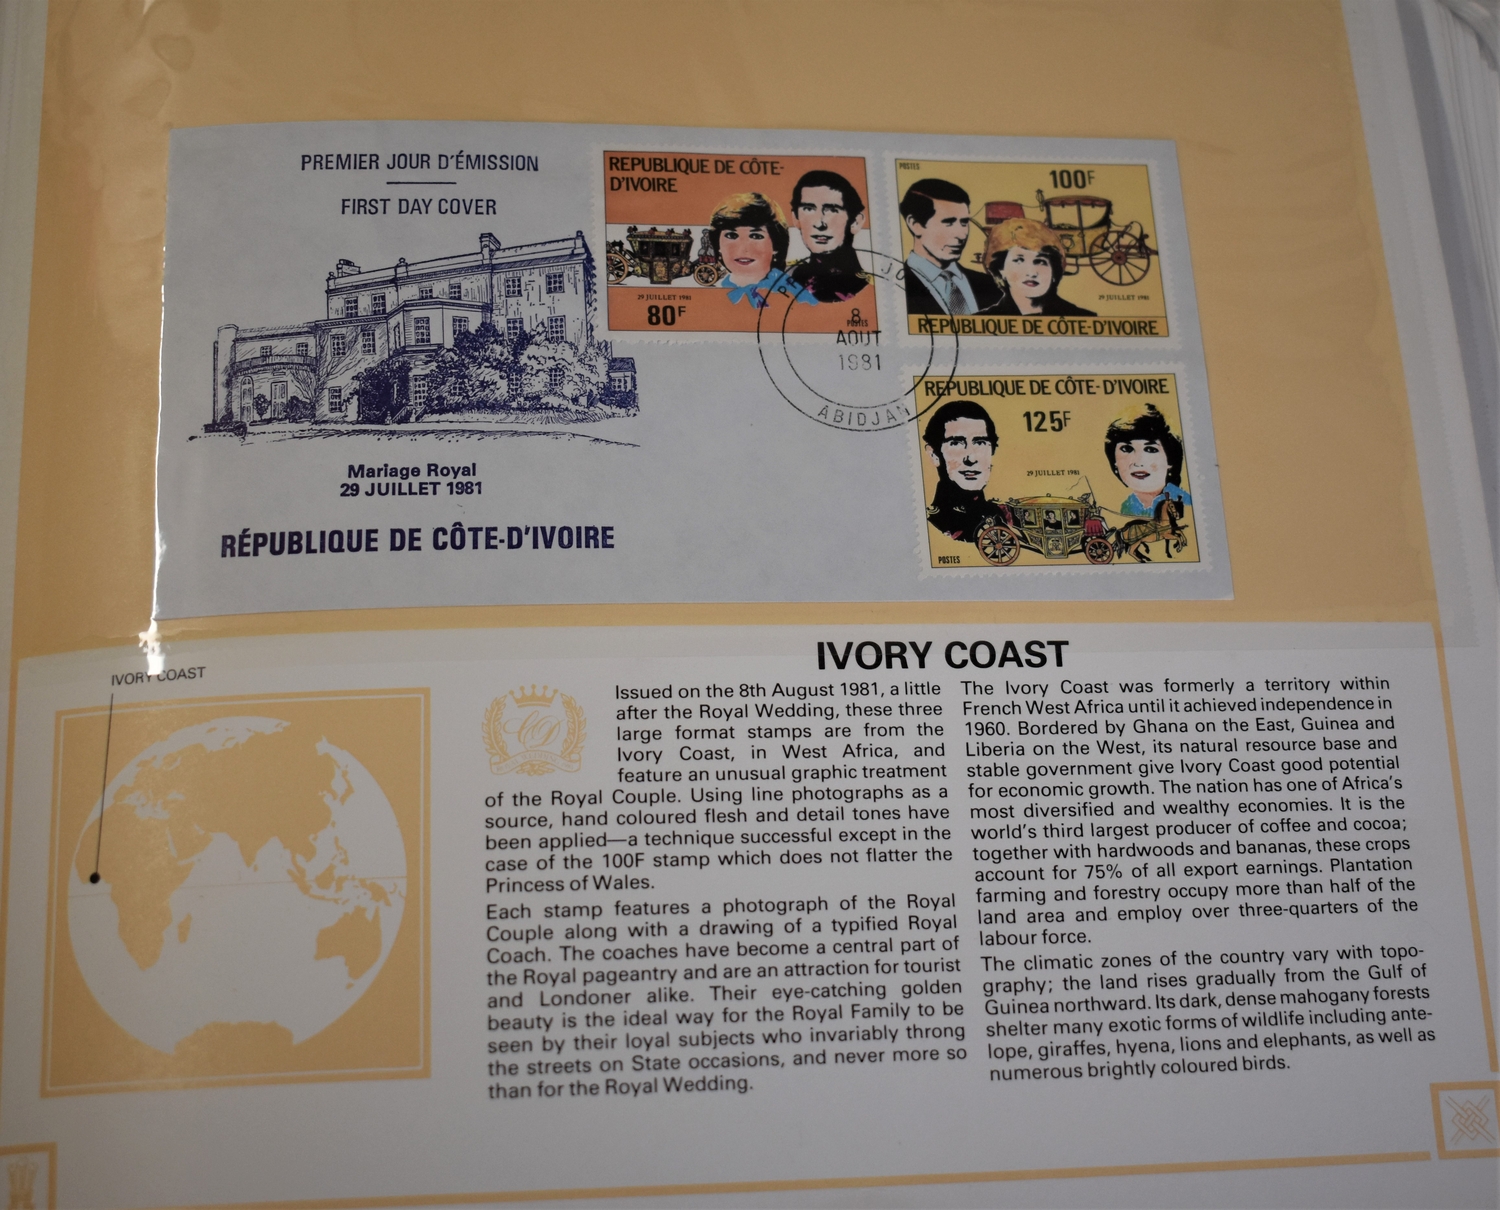 PREMIER JOUR D'ÉMISSION
FIRST DAY COVER
Mariage Royal
29 JUILLET 1981
RÉPUBLIQUE DE CÔTE-D'IVOIRE
REPUBLIQUE DE CÔTE-
D'IVOIRE
29 JUILLET 1981
80F
POSTES
POSTES
100F
29 JUILLET 1981
REPUBLIQUE DE CÔTE-D'IVOIRE
8
AOUT
1981
ABIDJAN
REPUBLIQUE DE CÔTE-D'IVOIRE
125F
29 JUILLET 1981
POSTES
IVORY COAST
IVORY COAST
Issued on the 8th August 1981, a little
after the Royal Wedding, these three
large format stamps are from the
Ivory Coast, in West Africa, and
feature an unusual graphic treatment
of the Royal Couple. Using line photographs as a
source, hand coloured flesh and detail tones have
been applied—a technique successful except in the
case of the 100F stamp which does not flatter the
Princess of Wales.
Each stamp features a photograph of the Royal
Couple along with a drawing of a typified Royal
Coach. The coaches have become a central part of
the Royal pageantry and are an attraction for tourist
and Londoner alike. Their eye-catching golden
beauty is the ideal way for the Royal Family to be
seen by their loyal subjects who invariably throng
the streets on State occasions, and never more so
than for the Royal Wedding.
The Ivory Coast was formerly a territory within
French West Africa until it achieved independence in
1960. Bordered by Ghana on the East, Guinea and
Liberia on the West, its natural resource base and
stable government give Ivory Coast good potential
for economic growth. The nation has one of Africa's
most diversified and wealthy economies. It is the
world's third largest producer of coffee and cocoa;
together with hardwoods and bananas, these crops
account for 75% of all export earnings. Plantation
farming and forestry occupy more than half of the
land area and employ over three-quarters of the
labour force.
The climatic zones of the country vary with topo-
graphy; the land rises gradually from the Gulf of
Guinea northward. Its dark, dense mahogany forests
shelter many exotic forms of wildlife including ante-
lope, giraffes, hyena, lions and elephants, as well as
numerous brightly coloured birds.